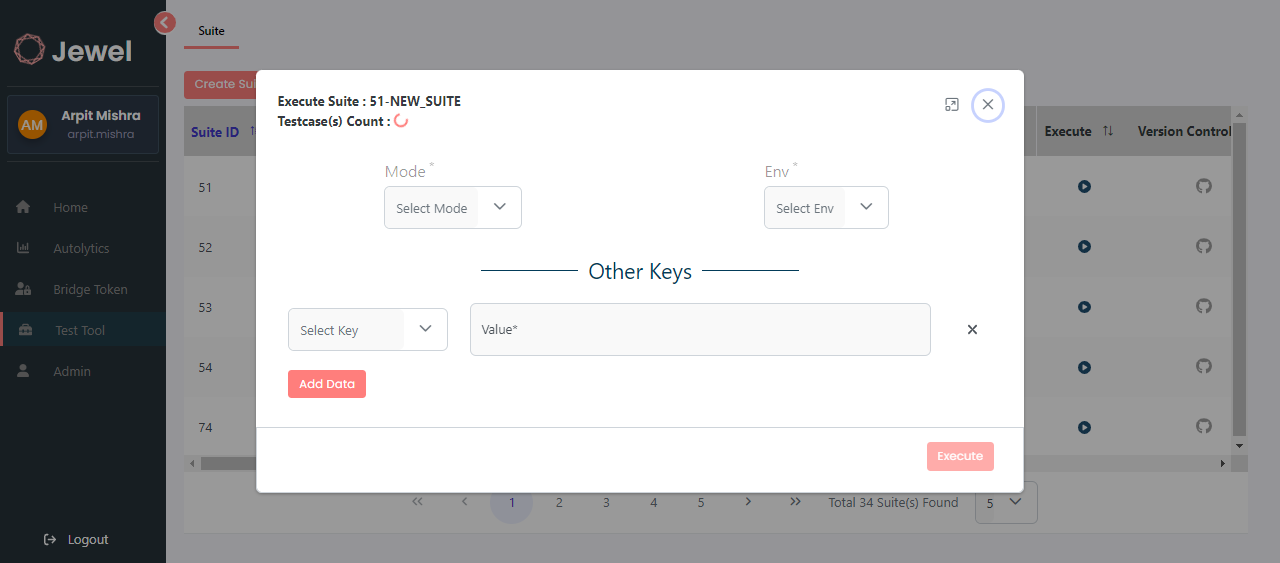 Jewel
AM
Arpit Mishra
arpit.mishra
Home
Autolytics
Bridge Token
Test Tool
Admin
Logout
Suite
Create Sui
Suite ID
Execute
Version Control
51
52
53
54
74
Execute Suite : 51-NEW_SUITE
Testcase(s) Count :
Mode *
Env *
Select Mode
Select Env
Other Keys
Select Key
Value*
Add Data
Execute
1 2 3 4 5
Total 34 Suite(s) Found
5